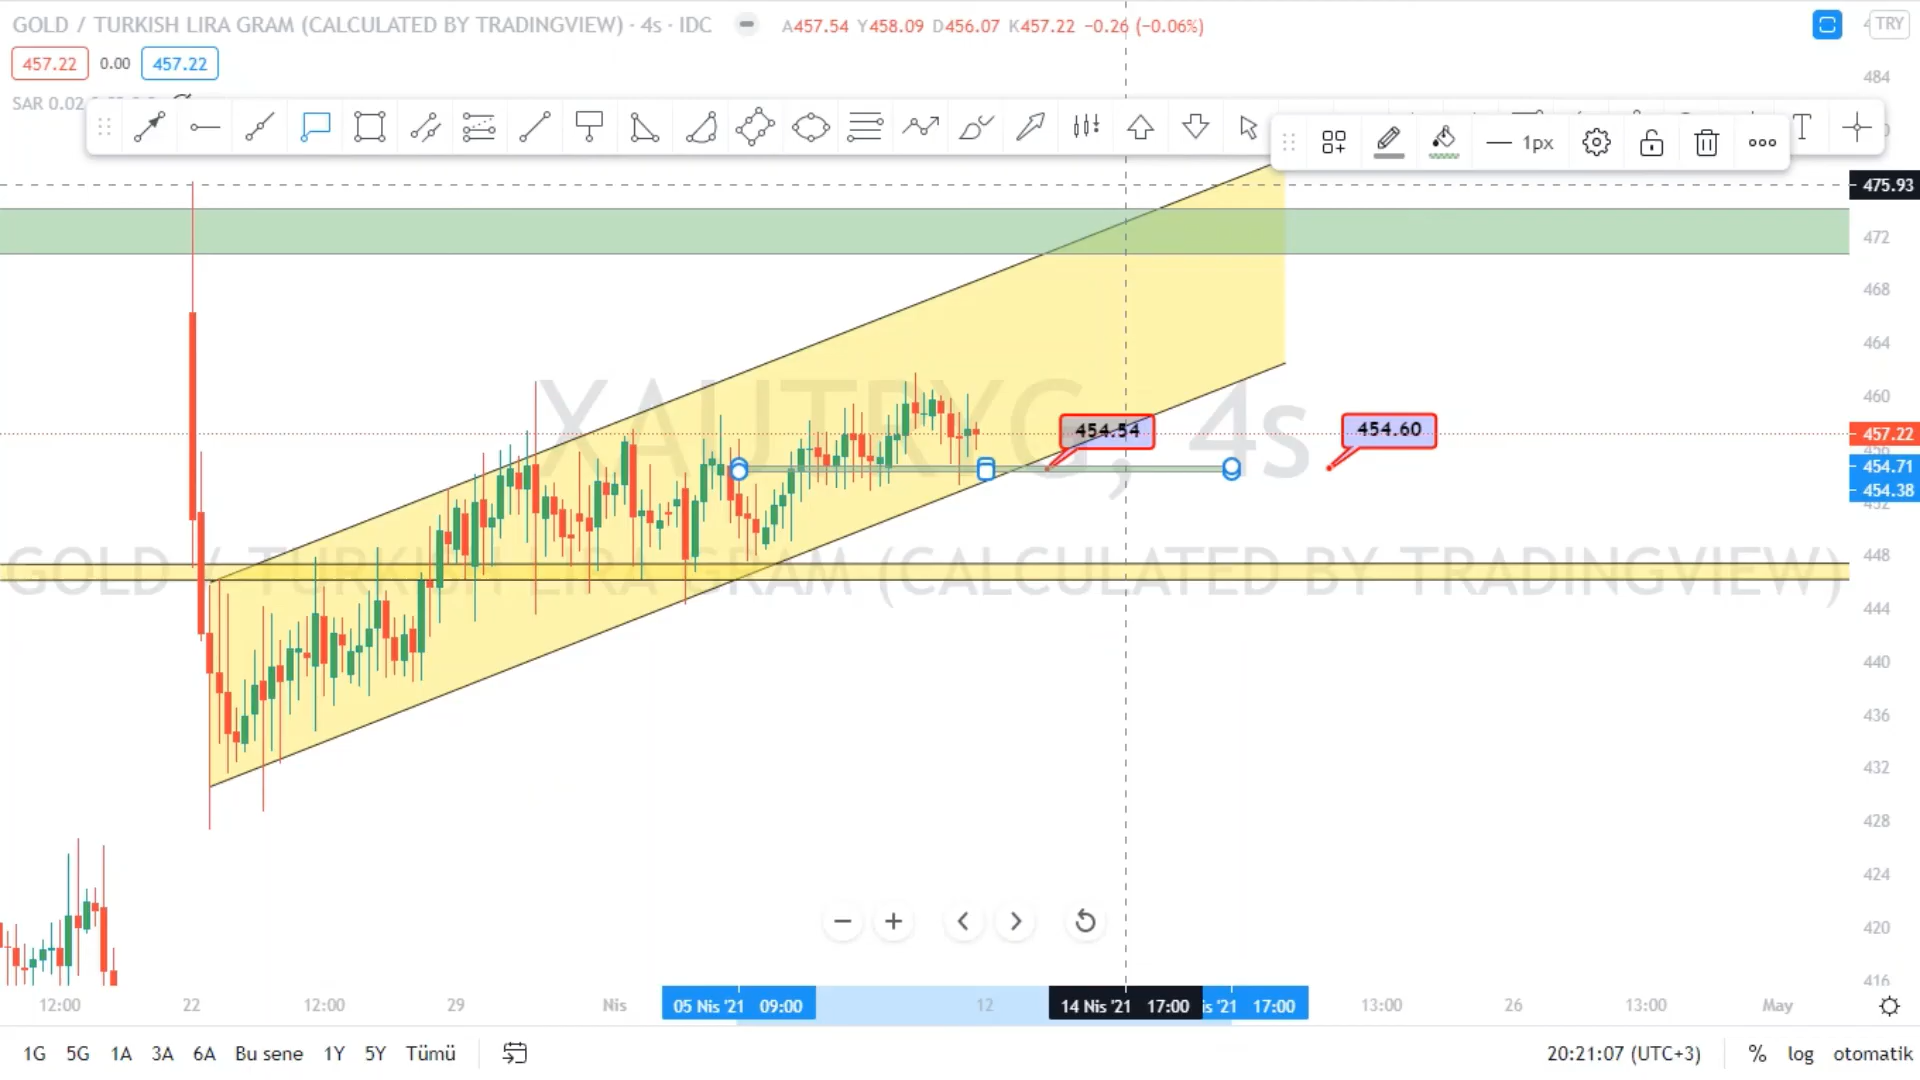 GOLD / TURKISH LIRA GRAM (CALCULATED BY TRADINGVIEW) · 4s · IDC A457.54 Y458.09 D456.07 K457.22 −0.26 (−0.06%)
TRY
457.22 0.00 457.22
484
SAR 0.02
1px
T
475.93
472
468
464
460
XAUTRYG, 4s
454.54
454.60
457.22
454.71
454.38
452
GOLD / TURKISH LIRA GRAM (CALCULATED BY TRADINGVIEW)
448
444
440
436
432
428
424
420
416
12:00 22 12:00 29 Nis 05 Nis '21 09:00 12 14 Nis '21 17:00 is '21 17:00 13:00 26 13:00 May
1G 5G 1A 3A 6A Bu sene 1Y 5Y Tümü 20:21:07 (UTC+3) % log otomatik